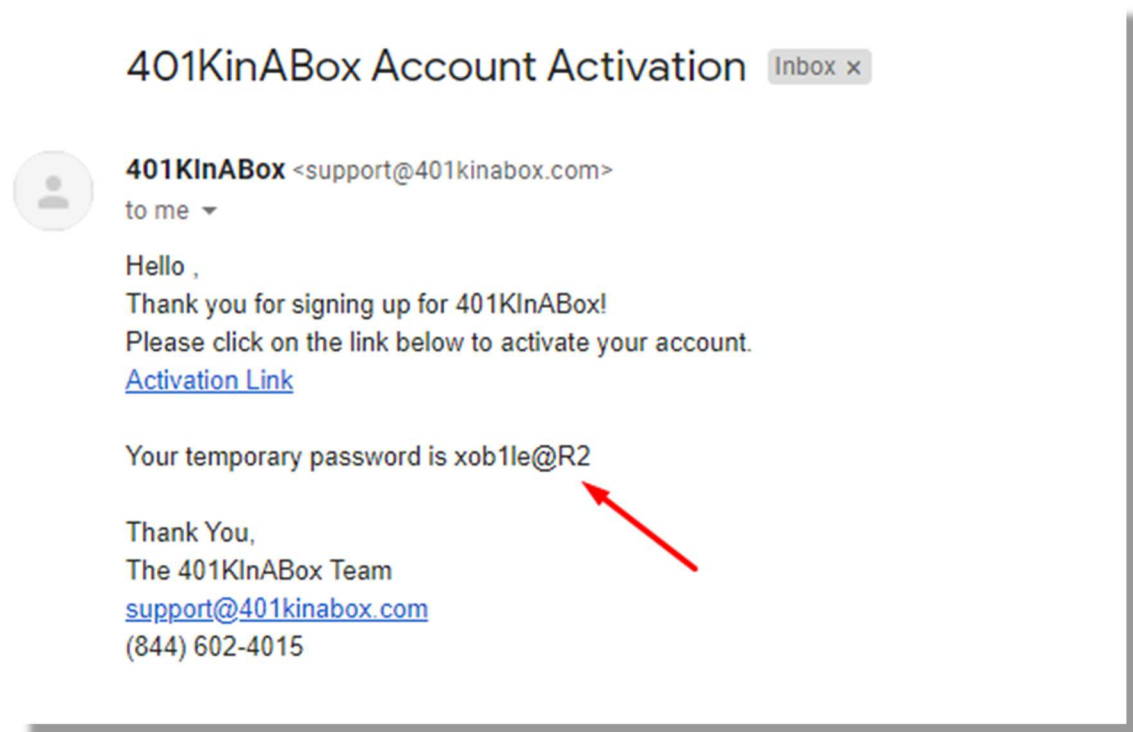 401KinABox Account Activation Inbox x
401KInABox <support@401kinabox.com>
to me
Hello ,
Thank you for signing up for 401KInABox!
Please click on the link below to activate your account.
Activation Link
Your temporary password is xob1le@R2
Thank You,
The 401KInABox Team
support@401kinabox.com
(844) 602-4015